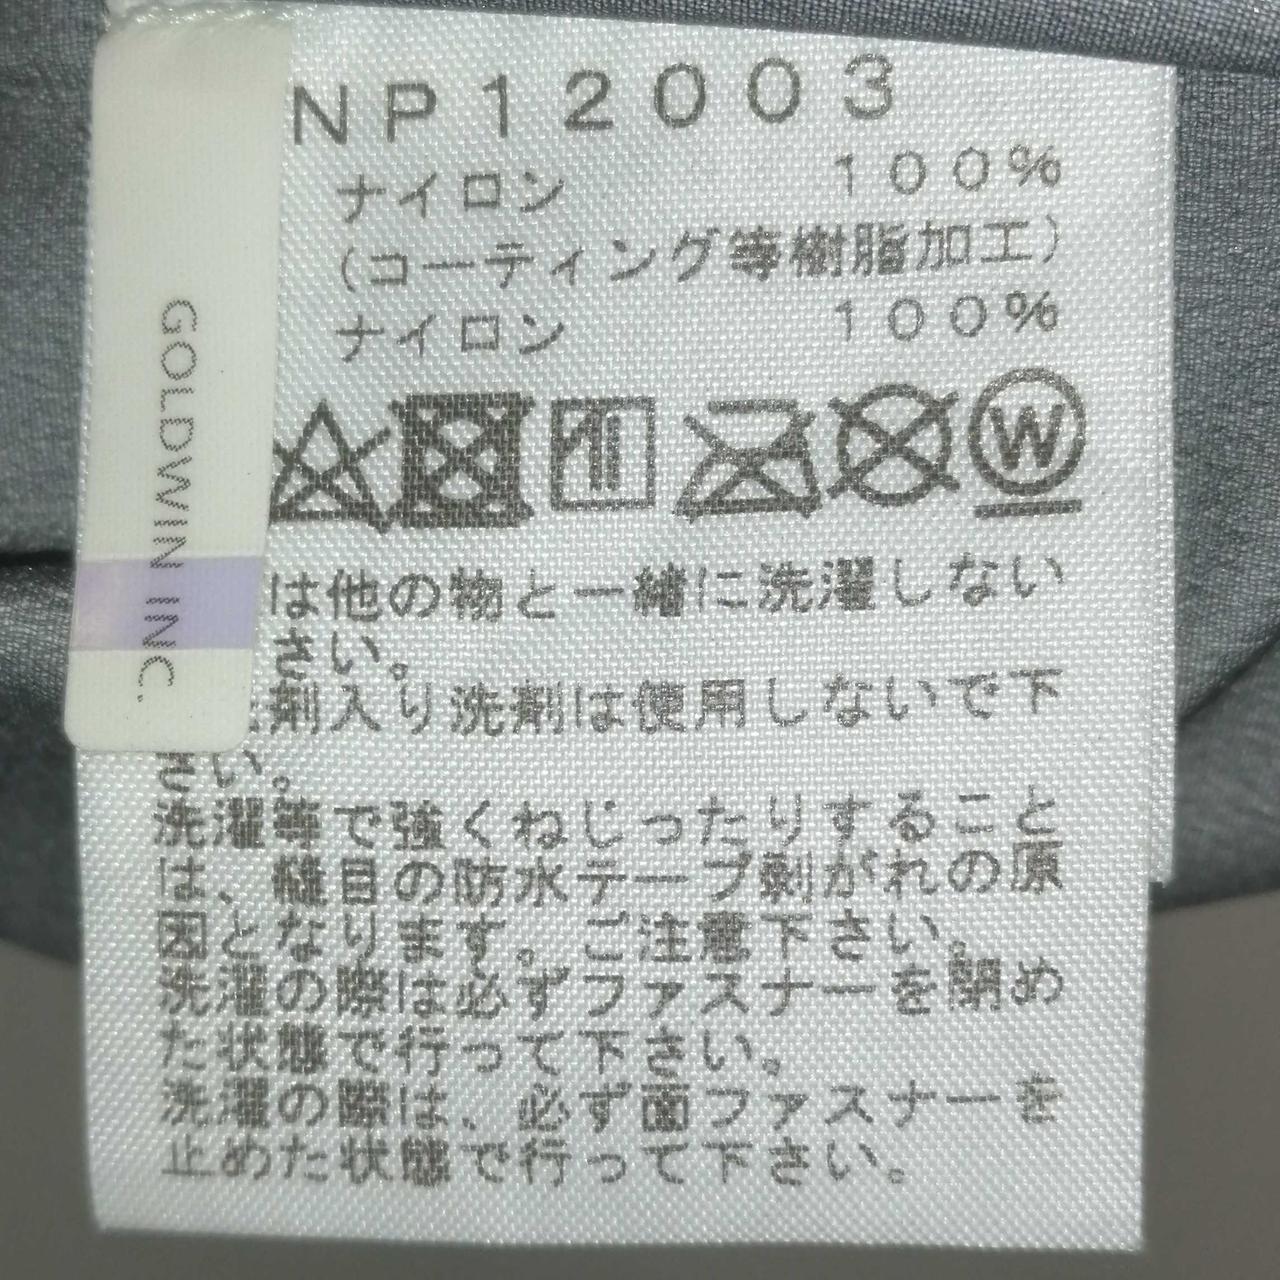 NP12003
ナイロン 100%
(コーティング等樹脂加工)
ナイロン 100%
W
は他の物と一緒に洗濯しない
さい。
剤入り洗剤は使用しないで下
さい。
洗濯等で強くねじったりすること
は、縫目の防水テープ剥がれの原
因となります。ご注意下さい。
洗濯の際は必ずファスナーを閉め
た状態で行って下さい。
洗濯の際は、必ず面ファスナーを
止めた状態で行って下さい。
GOLDWIN INC.